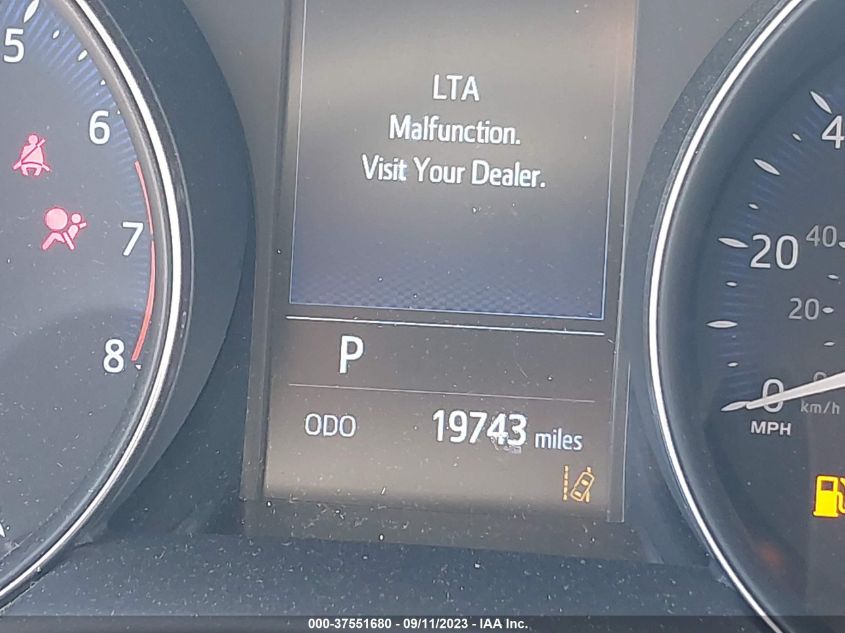 5
6
7
8
LTA
Malfunction.
Visit Your Dealer.
P
ODO 19743 miles
4
20 40
20
0
km/h
MPH
000-37551680 - 09/11/2023 - IAA Inc.